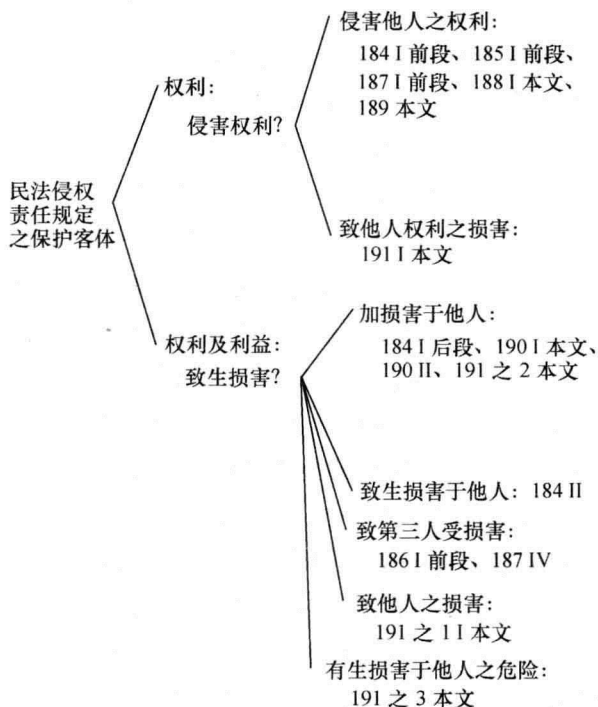 侵害他人之权利:
184 I 前段、185 I 前段、
187 I 前段、188 I 本文、
189 本文
权利:
侵害权利?
民法侵权
责任规定
之保护客体
致他人权利之损害:
191 I 本文
权利及利益:
致生损害?
加损害于他人:
184 I 后段、190 I 本文、
190 II、191 之 2 本文
致生损害于他人: 184 II
致第三人受损害:
186 I 前段、187 IV
致他人之损害:
191 之 1 I 本文
有生损害于他人之危险:
191 之 3 本文